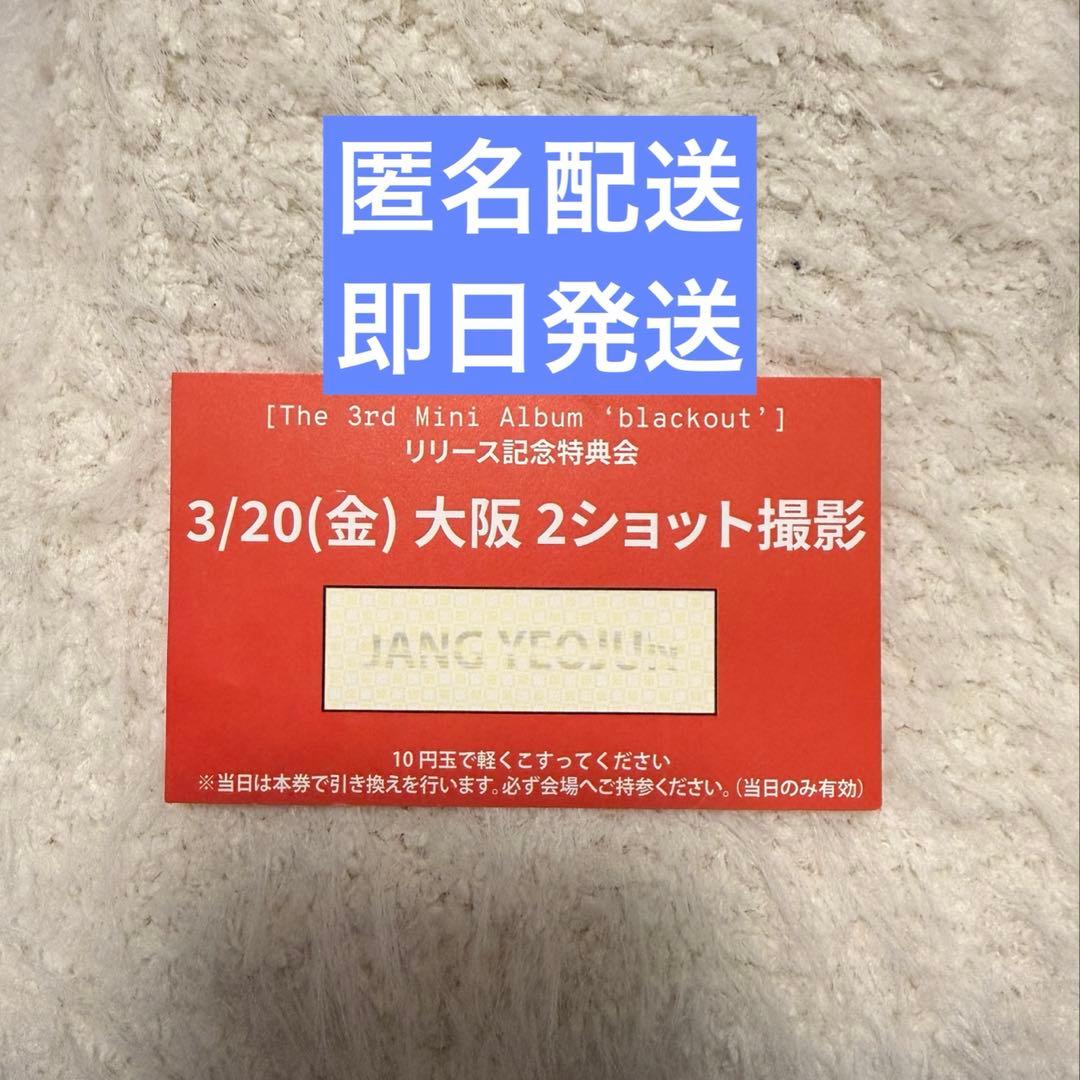 匿名配送
即日発送
[The 3rd Mini Album ‘blackout’]
リリース記念特典会
3/20(金) 大阪 2ショット撮影
JANG YEOJUN
10 円玉で軽くこすってください
※当日は本券で引き換えを行います。必ず会場へご持参ください。(当日のみ有効)